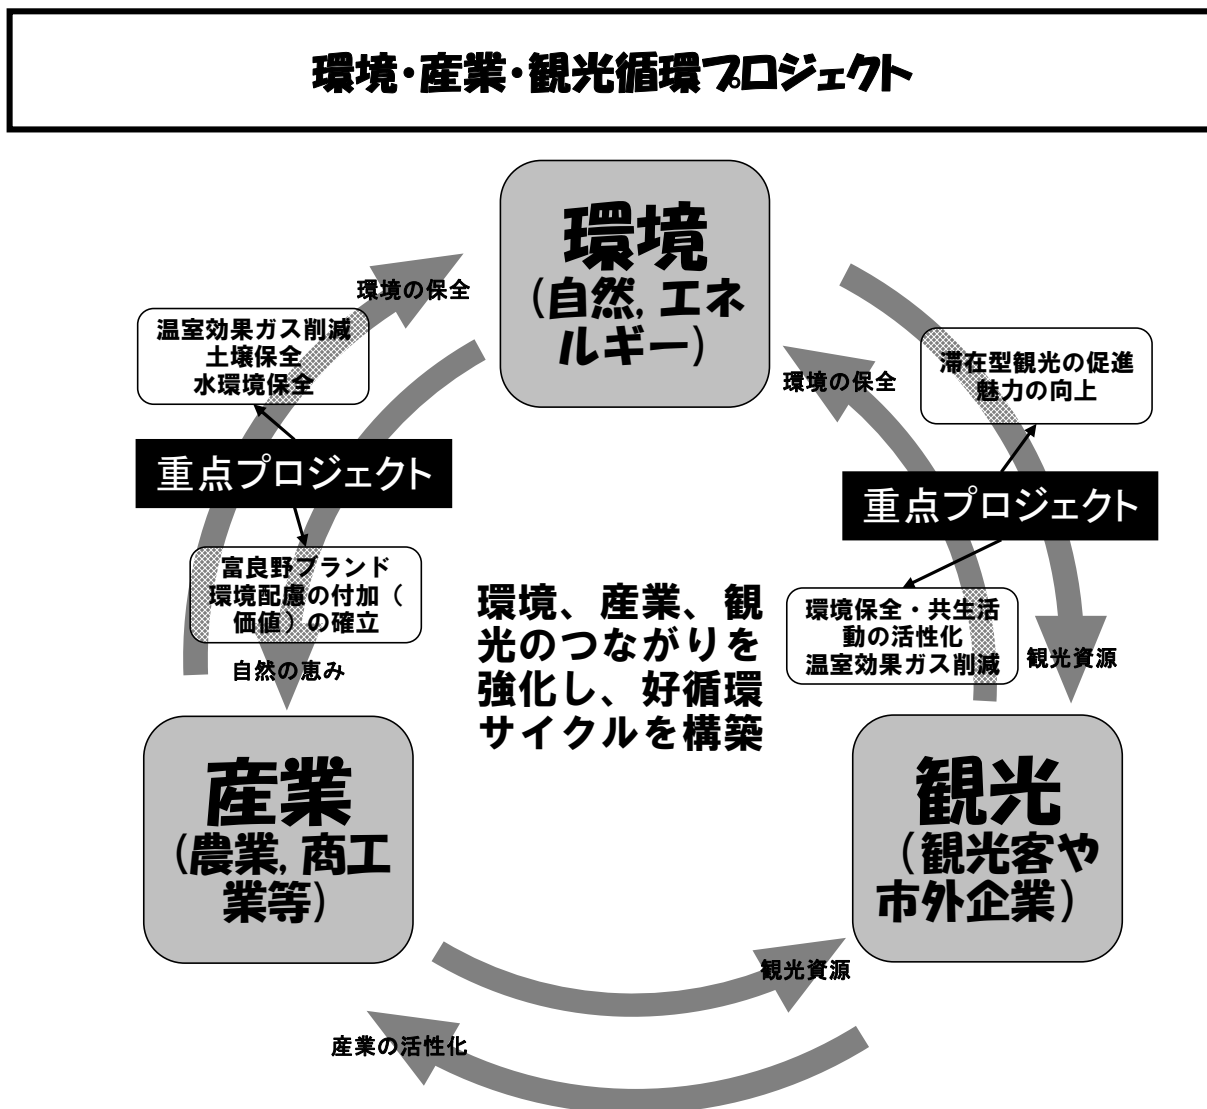 環境・産業・観光循環プロジェクト
環境
(自然, エネ
ルギー)
環境の保全
温室効果ガス削減
土壌保全
水環境保全
環境の保全
滞在型観光の促進
魅力の向上
重点プロジェクト
重点プロジェクト
富良野ブランド
環境配慮の付加（
価値）の確立
自然の恵み
環境、産業、観
光のつながりを
強化し、好循環
サイクルを構築
環境保全・共生活
動の活性化
温室効果ガス削減
観光資源
産業
(農業, 商工
業等)
観光
（観光客や
市外企業）
観光資源
産業の活性化